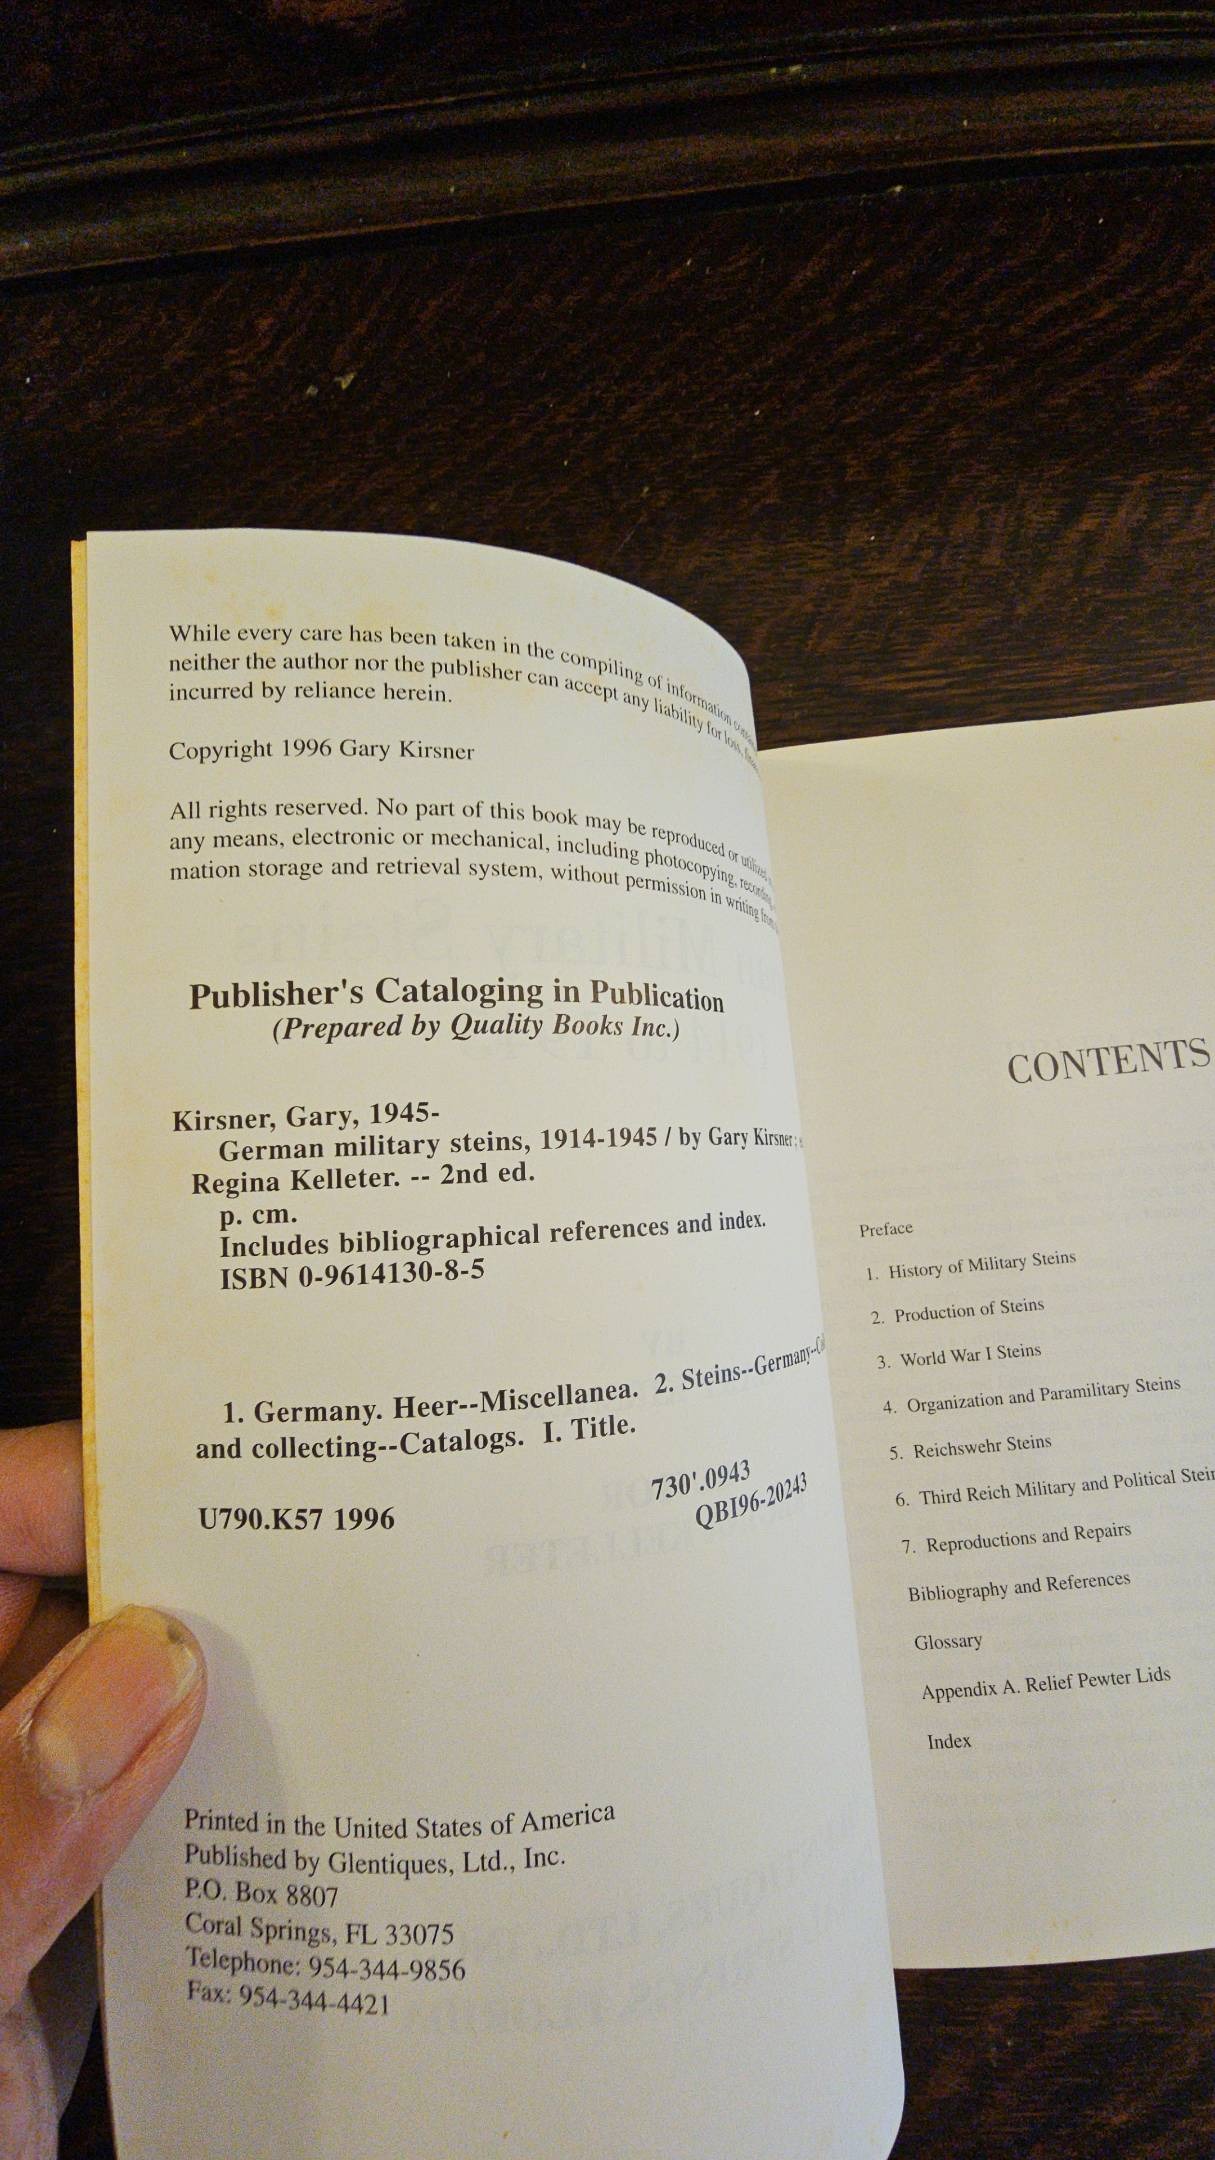 While every care has been taken in the compiling of information
neither the author nor the publisher can accept any liability for loss,
incurred by reliance herein.
Copyright 1996 Gary Kirsner
All rights reserved. No part of this book may be reproduced or utilized
any means, electronic or mechanical, including photocopying, recording,
mation storage and retrieval system, without permission in writing from
Publisher's Cataloging in Publication
(Prepared by Quality Books Inc.)
Kirsner, Gary, 1945-
German military steins, 1914-1945 / by Gary Kirsner;
Regina Kelleter. -- 2nd ed.
p. cm.
Includes bibliographical references and index.
ISBN 0-9614130-8-5
1. Germany. Heer--Miscellanea. 2. Steins--Germany--
and collecting--Catalogs. I. Title.
U790.K57 1996
730'.0943
QBI96-20243
Printed in the United States of America
Published by Glentiques, Ltd., Inc.
P.O. Box 8807
Coral Springs, FL 33075
Telephone: 954-344-9856
Fax: 954-344-4421
CONTENTS
Preface
1. History of Military Steins
2. Production of Steins
3. World War I Steins
4. Organization and Paramilitary Steins
5. Reichswehr Steins
6. Third Reich Military and Political Stein
7. Reproductions and Repairs
Bibliography and References
Glossary
Appendix A. Relief Pewter Lids
Index